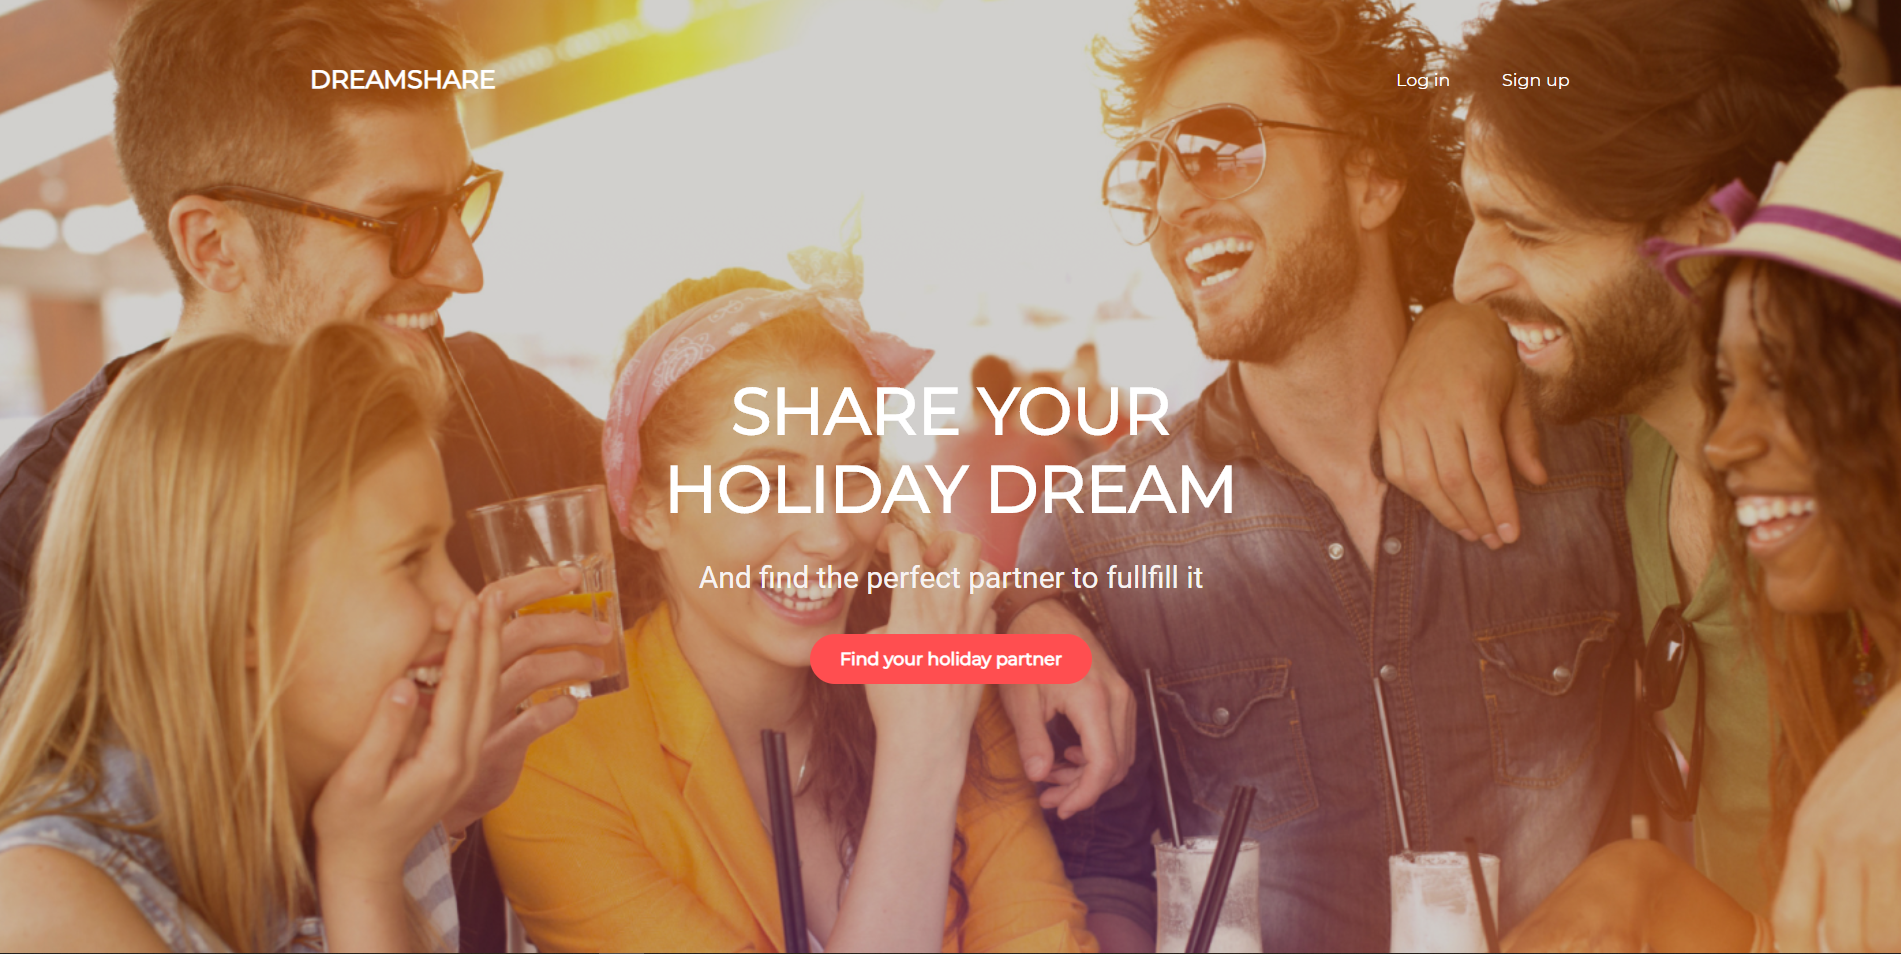 DREAMSHARE
Log in
Sign up
SHARE YOUR
HOLIDAY DREAM
And find the perfect partner to fullfill it
Find your holiday partner